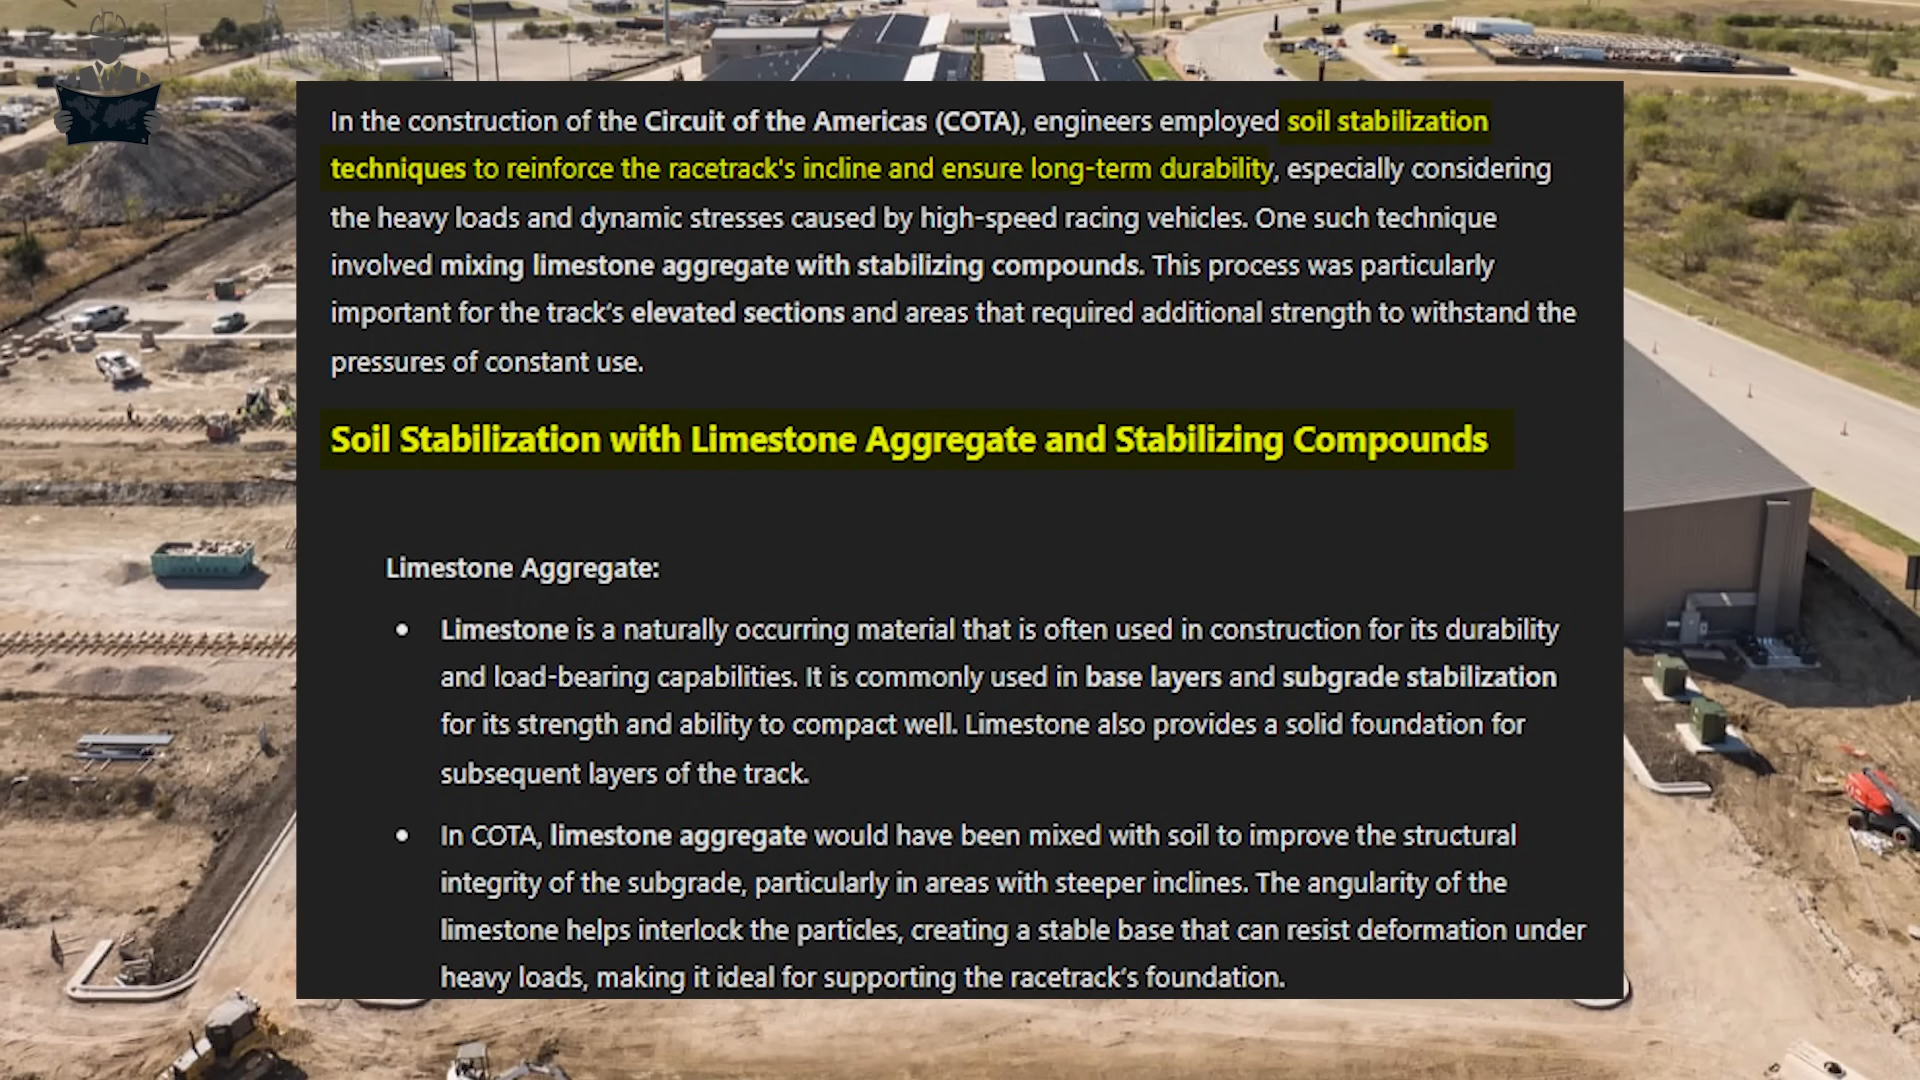 In the construction of the Circuit of the Americas (COTA), engineers employed soil stabilization
techniques to reinforce the racetrack's incline and ensure long-term durability, especially considering
the heavy loads and dynamic stresses caused by high-speed racing vehicles. One such technique
involved mixing limestone aggregate with stabilizing compounds. This process was particularly
important for the track’s elevated sections and areas that required additional strength to withstand the
pressures of constant use.
Soil Stabilization with Limestone Aggregate and Stabilizing Compounds
Limestone Aggregate:
• Limestone is a naturally occurring material that is often used in construction for its durability
and load-bearing capabilities. It is commonly used in base layers and subgrade stabilization
for its strength and ability to compact well. Limestone also provides a solid foundation for
subsequent layers of the track.
• In COTA, limestone aggregate would have been mixed with soil to improve the structural
integrity of the subgrade, particularly in areas with steeper inclines. The angularity of the
limestone helps interlock the particles, creating a stable base that can resist deformation under
heavy loads, making it ideal for supporting the racetrack’s foundation.